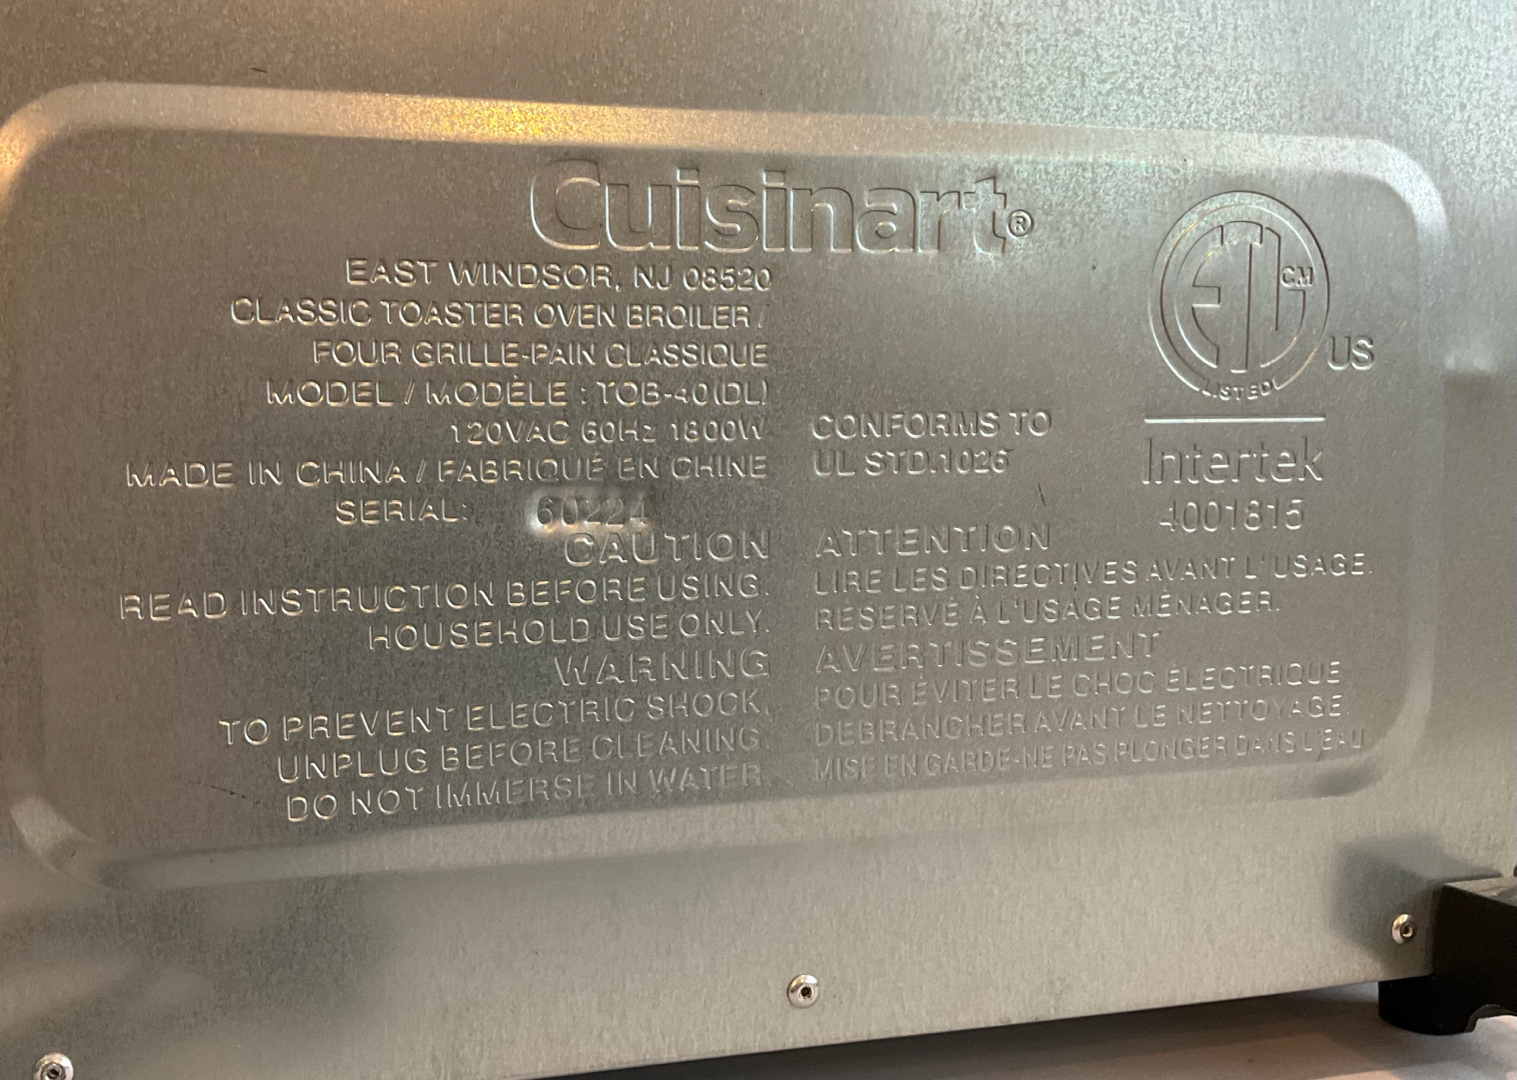 Cuisinart®
EAST WINDSOR, NJ 08520
CLASSIC TOASTER OVEN BROILER /
FOUR GRILLE-PAIN CLASSIQUE
MODEL / MODÈLE : TOB-40(DL)
120VAC 60Hz 1800W
MADE IN CHINA / FABRIQUÉ EN CHINE
SERIAL: 60224
CONFORMS TO
UL STD.1026
ETL CM
LISTED
US
Intertek
4001815
CAUTION
READ INSTRUCTION BEFORE USING.
HOUSEHOLD USE ONLY.
WARNING
TO PREVENT ELECTRIC SHOCK,
UNPLUG BEFORE CLEANING.
DO NOT IMMERSE IN WATER.
ATTENTION
LIRE LES DIRECTIVES AVANT L'USAGE.
RÉSERVÉ À L'USAGE MÉNAGER.
AVERTISSEMENT
POUR ÉVITER LE CHOC ÉLECTRIQUE
DEBRANCHER AVANT LE NETTOYAGE
MISE EN GARDE-NE PAS PLONGER DANS L'EAU